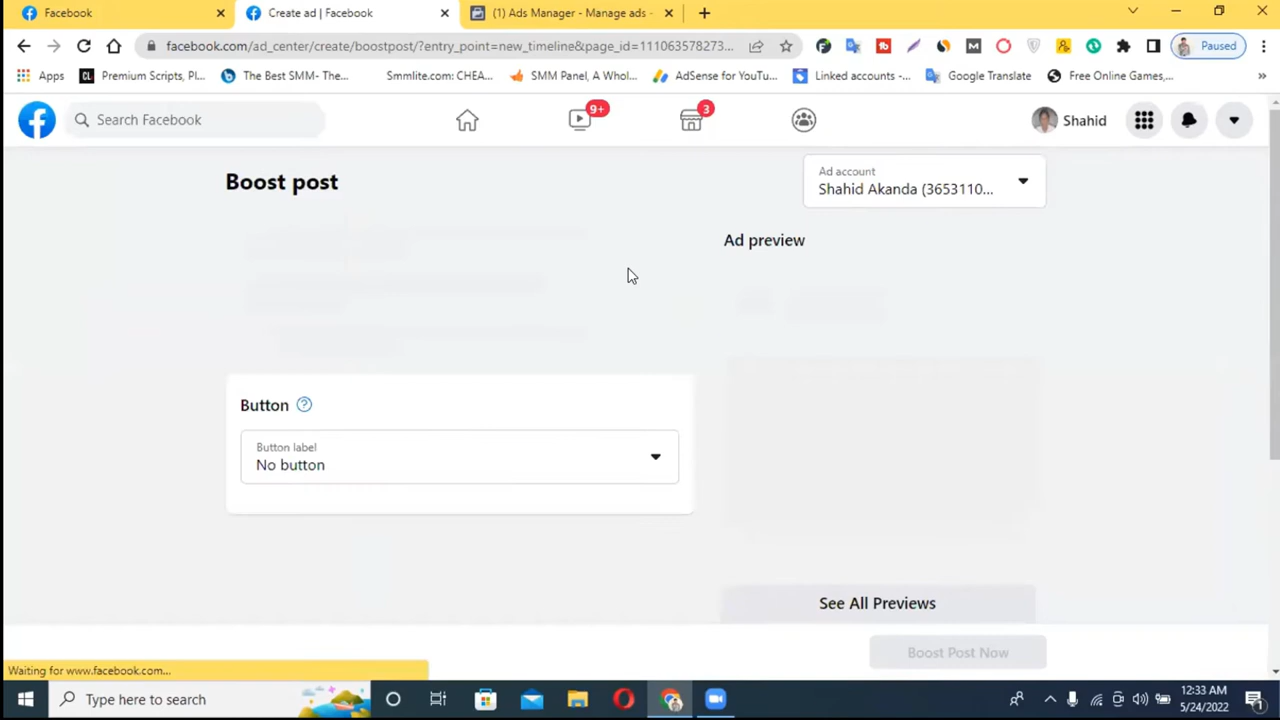 Facebook
Create ad | Facebook
(1) Ads Manager - Manage ads -
facebook.com/ad_center/create/boostpost/?entry_point=new_timeline&page_id=111063578273...
Paused
Apps
CL
Premium Scripts, Pl...
The Best SMM- The...
Smmlite.com: CHEA...
SMM Panel, A Whol...
AdSense for YouTu...
Linked accounts -...
Google Translate
Free Online Games,...
»
Search Facebook
9+
3
Shahid
Boost post
Ad account
Shahid Akanda (3653110...
Ad preview
Button
Button label
No button
See All Previews
Boost Post Now
Waiting for www.facebook.com...
Type here to search
12:33 AM
5/24/2022
1